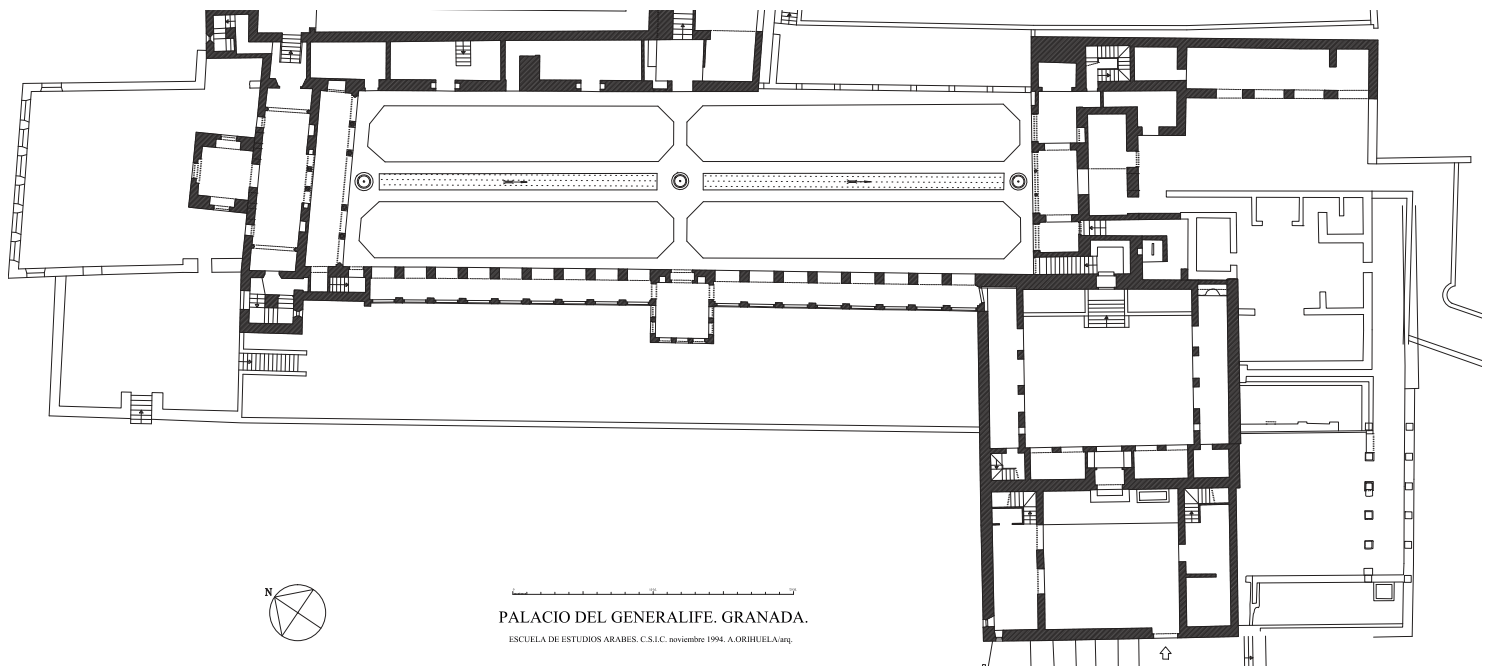 N
PALACIO DEL GENERALIFE. GRANADA.
ESCUELA DE ESTUDIOS ARABES. C.S.I.C. noviembre 1994. A.ORIHUELA/arq.